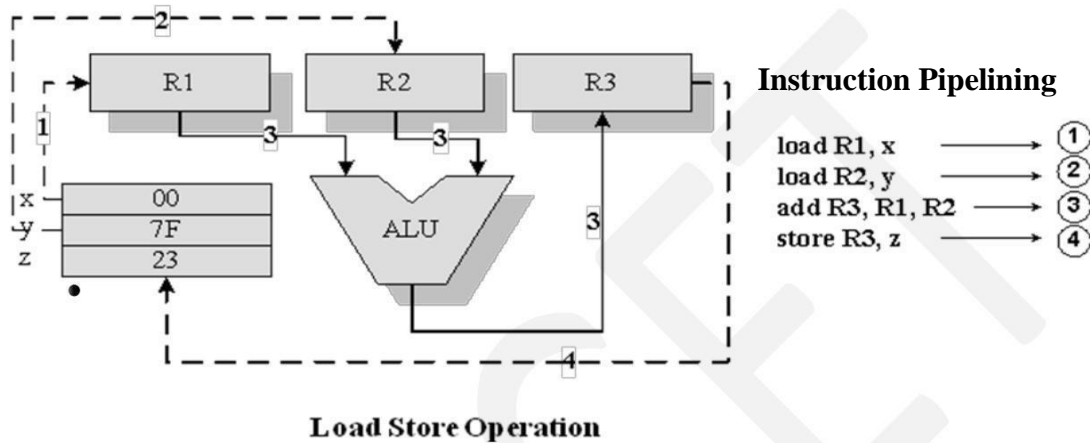 2
R1
R2
R3
Instruction Pipelining
1
3
3
load R1, x
1
load R2, y
2
add R3, R1, R2
3
store R3, z
4
x
00
y
7F
z
23
ALU
3
4
Load Store Operation
CET